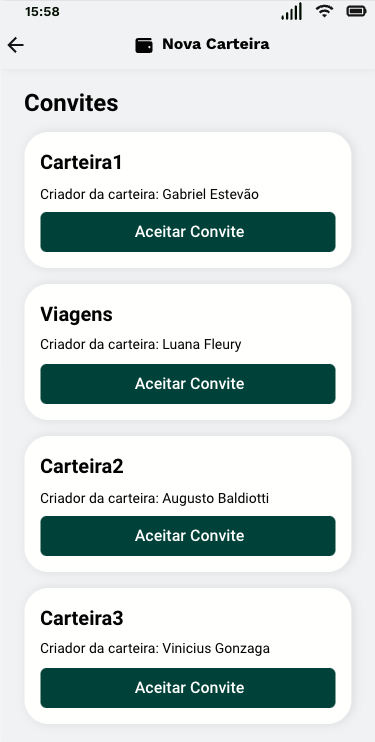 15:58
Nova Carteira
Convites
Carteira1
Criador da carteira: Gabriel Estevão
Aceitar Convite
Viagens
Criador da carteira: Luana Fleury
Aceitar Convite
Carteira2
Criador da carteira: Augusto Baldiotti
Aceitar Convite
Carteira3
Criador da carteira: Vinicius Gonzaga
Aceitar Convite